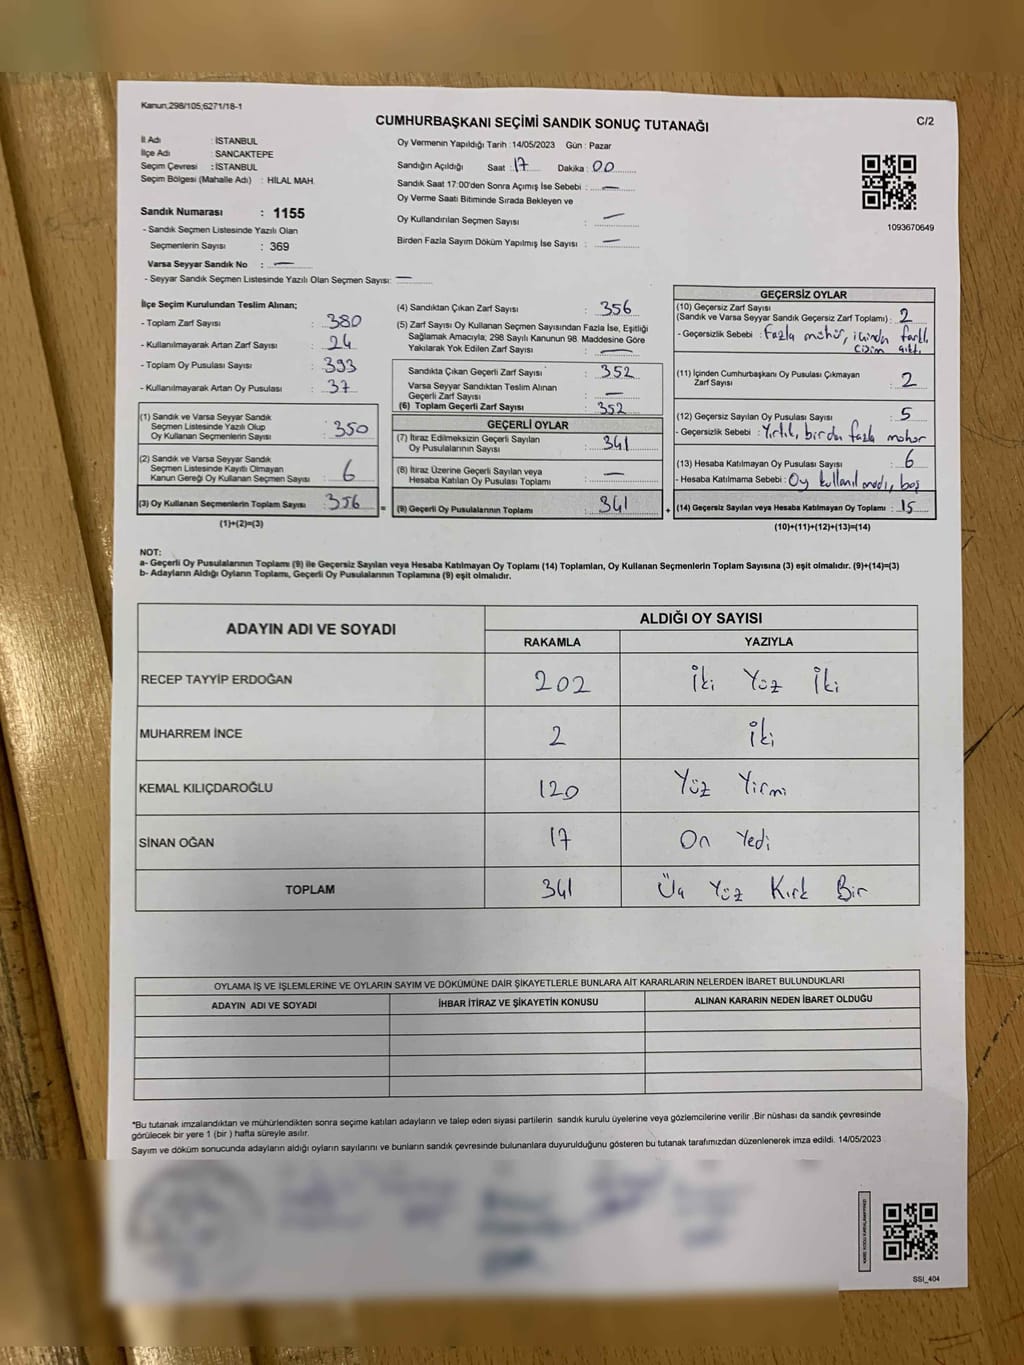 Kanun;298/105;6271/18-1
CUMHURBAŞKANI SEÇİMİ SANDIK SONUÇ TUTANAĞI
C/2
İl Adı : İSTANBUL
İlçe Adı : SANCAKTEPE
Seçim Çevresi : İSTANBUL
Seçim Bölgesi (Mahalle Adı) : HİLAL MAH.
Sandık Numarası : 1155
- Sandık Seçmen Listesinde Yazılı Olan
Seçmenlerin Sayısı : 369
Varsa Seyyar Sandık No : —
- Seyyar Sandık Seçmen Listesinde Yazılı Olan Seçmen Sayısı: —
Oy Vermenin Yapıldığı Tarih : 14/05/2023 Gün : Pazar
Sandığın Açıldığı Saat : 17 Dakika : 00
Sandık Saat 17:00'den Sonra Açımış İse Sebebi : —
Oy Verme Saati Bitiminde Sırada Bekleyen ve
Oy Kullandırılan Seçmen Sayısı : —
Birden Fazla Sayım Döküm Yapılmış İse Sayısı : —
1093670649
İlçe Seçim Kurulundan Teslim Alınan;
- Toplam Zarf Sayısı : 380
- Kullanılmayarak Artan Zarf Sayısı : 24
- Toplam Oy Pusulası Sayısı : 393
- Kullanılmayarak Artan Oy Pusulası : 37
(1) Sandık ve Varsa Seyyar Sandık
Seçmen Listesinde Yazılı Olup
Oy Kullanan Seçmenlerin Sayısı : 350
(2) Sandık ve Varsa Seyyar Sandık
Seçmen Listesinde Kayıtlı Olmayan
Kanun Gereği Oy Kullanan Seçmen Sayısı : 6
(3) Oy Kullanan Seçmenlerin Toplam Sayısı : 356 =
(1)+(2)=(3)
(4) Sandıktan Çıkan Zarf Sayısı : 356
(5) Zarf Sayısı Oy Kullanan Seçmen Sayısından Fazla İse, Eşitliği
Sağlamak Amacıyla; 298 Sayılı Kanunun 98. Maddesine Göre
Yakılarak Yok Edilen Zarf Sayısı : —
Sandıkta Çıkan Geçerli Zarf Sayısı : 352
Varsa Seyyar Sandıktan Teslim Alınan
Geçerli Zarf Sayısı : —
(6) Toplam Geçerli Zarf Sayısı : 352
GEÇERLİ OYLAR
(7) İtiraz Edilmeksizin Geçerli Sayılan
Oy Pusulalarının Sayısı : 341
(8) İtiraz Üzerine Geçerli Sayılan veya
Hesaba Katılan Oy Pusulası Toplamı : —
(9) Geçerli Oy Pusulalarının Toplamı : 341 +
GEÇERSİZ OYLAR
(10) Geçersiz Zarf Sayısı
(Sandık ve Varsa Seyyar Sandık Geçersiz Zarf Toplamı) : 2
- Geçersizlik Sebebi : Fazla mühür, içinden farklı
cisim çıktı.
(11) İçinden Cumhurbaşkanı Oy Pusulası Çıkmayan
Zarf Sayısı : 2
(12) Geçersiz Sayılan Oy Pusulası Sayısı : 5
- Geçersizlik Sebebi : Yırtık, birden fazla mühür
(13) Hesaba Katılmayan Oy Pusulası Sayısı : 6
- Hesaba Katılmama Sebebi : Oy kullanılmadı, boş
(14) Geçersiz Sayılan veya Hesaba Katılmayan Oy Toplamı : 15
(10)+(11)+(12)+(13)=(14)
NOT:
a- Geçerli Oy Pusulalarının Toplamı (9) ile Geçersiz Sayılan veya Hesaba Katılmayan Oy Toplamı (14) Toplamları, Oy Kullanan Seçmenlerin Toplam Sayısına (3) eşit olmalıdır. (9)+(14)=(3)
b- Adayların Aldığı Oyların Toplamı, Geçerli Oy Pusulalarının Toplamına (9) eşit olmalıdır.
ADAYIN ADI VE SOYADI
ALDIĞI OY SAYISI
RAKAMLA YAZIYLA
RECEP TAYYİP ERDOĞAN 202 İki Yüz İki
MUHARREM İNCE 2 İki
KEMAL KILIÇDAROĞLU 120 Yüz Yirmi
SİNAN OĞAN 17 On Yedi
TOPLAM 341 Üç Yüz Kırk Bir
OYLAMA İŞ VE İŞLEMLERİNE VE OYLARIN SAYIM VE DÖKÜMÜNE DAİR ŞİKAYETLERLE BUNLARA AİT KARARLARIN NELERDEN İBARET BULUNDUKLARI
ADAYIN ADI VE SOYADI İHBAR İTİRAZ VE ŞİKAYETİN KONUSU ALINAN KARARIN NEDEN İBARET OLDUĞU
*Bu tutanak imzalandıktan ve mühürlendikten sonra seçime katılan adayların ve talep eden siyasi partilerin sandık kurulu üyelerine veya gözlemcilerine verilir .Bir nüshası da sandık çevresinde
görülecek bir yere 1 (bir ) hafta süreyle asılır.
Sayım ve döküm sonucunda adayların aldığı oyların sayılarını ve bunların sandık çevresinde bulunanlara duyurulduğunu gösteren bu tutanak tarafımızdan düzenlenerek imza edildi. 14/05/2023
SSİ_404